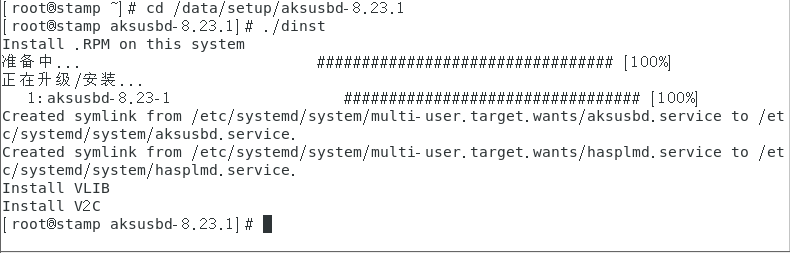 [root@stamp ~]# cd /data/setup/aksusbd-8.23.1
[root@stamp aksusbd-8.23.1]# ./dinst
Install .RPM on this system
准备中... ################################# [100%]
正在升级/安装...
1:aksusbd-8.23-1 ################################# [100%]
Created symlink from /etc/systemd/system/multi-user.target.wants/aksusbd.service to /et
c/systemd/system/aksusbd.service.
Created symlink from /etc/systemd/system/multi-user.target.wants/hasplmd.service to /et
c/systemd/system/hasplmd.service.
Install VLIB
Install V2C
[root@stamp aksusbd-8.23.1]#